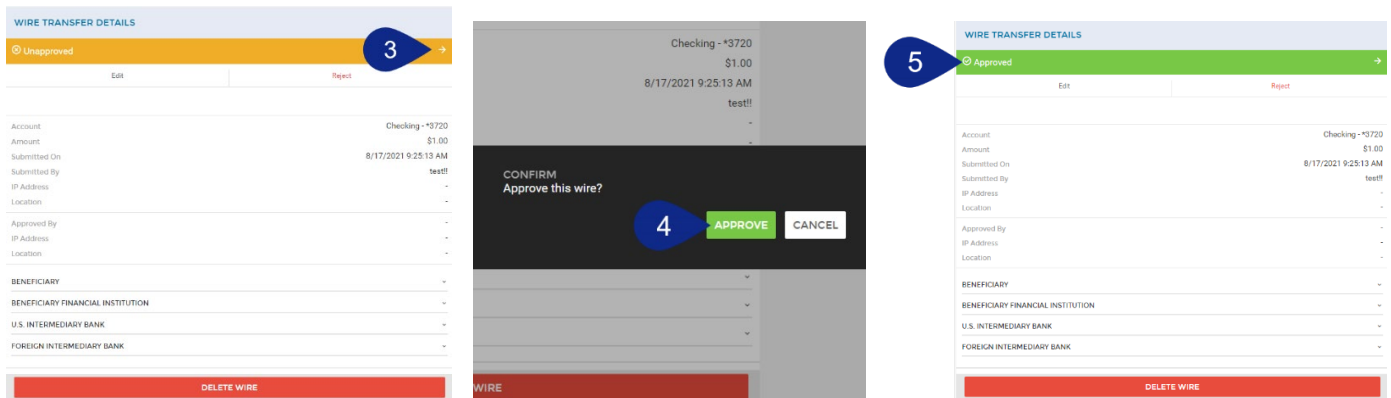 WIRE TRANSFER DETAILS
Unapproved
3
Edit Reject
Account Checking - *3720
Amount $1.00
Submitted On 8/17/2021 9:25:13 AM
Submitted By test!!
IP Address -
Location -
Approved By -
IP Address -
Location -
BENEFICIARY
BENEFICIARY FINANCIAL INSTITUTION
U.S. INTERMEDIARY BANK
FOREIGN INTERMEDIARY BANK
DELETE WIRE
Checking - *3720
$1.00
8/17/2021 9:25:13 AM
test!!
-
-
CONFIRM
Approve this wire?
4
APPROVE CANCEL
WIRE
WIRE TRANSFER DETAILS
5
Approved
Edit Reject
Account Checking - *3720
Amount $1.00
Submitted On 8/17/2021 9:25:13 AM
Submitted By test!!
IP Address -
Location -
Approved By -
IP Address -
Location -
BENEFICIARY
BENEFICIARY FINANCIAL INSTITUTION
U.S. INTERMEDIARY BANK
FOREIGN INTERMEDIARY BANK
DELETE WIRE